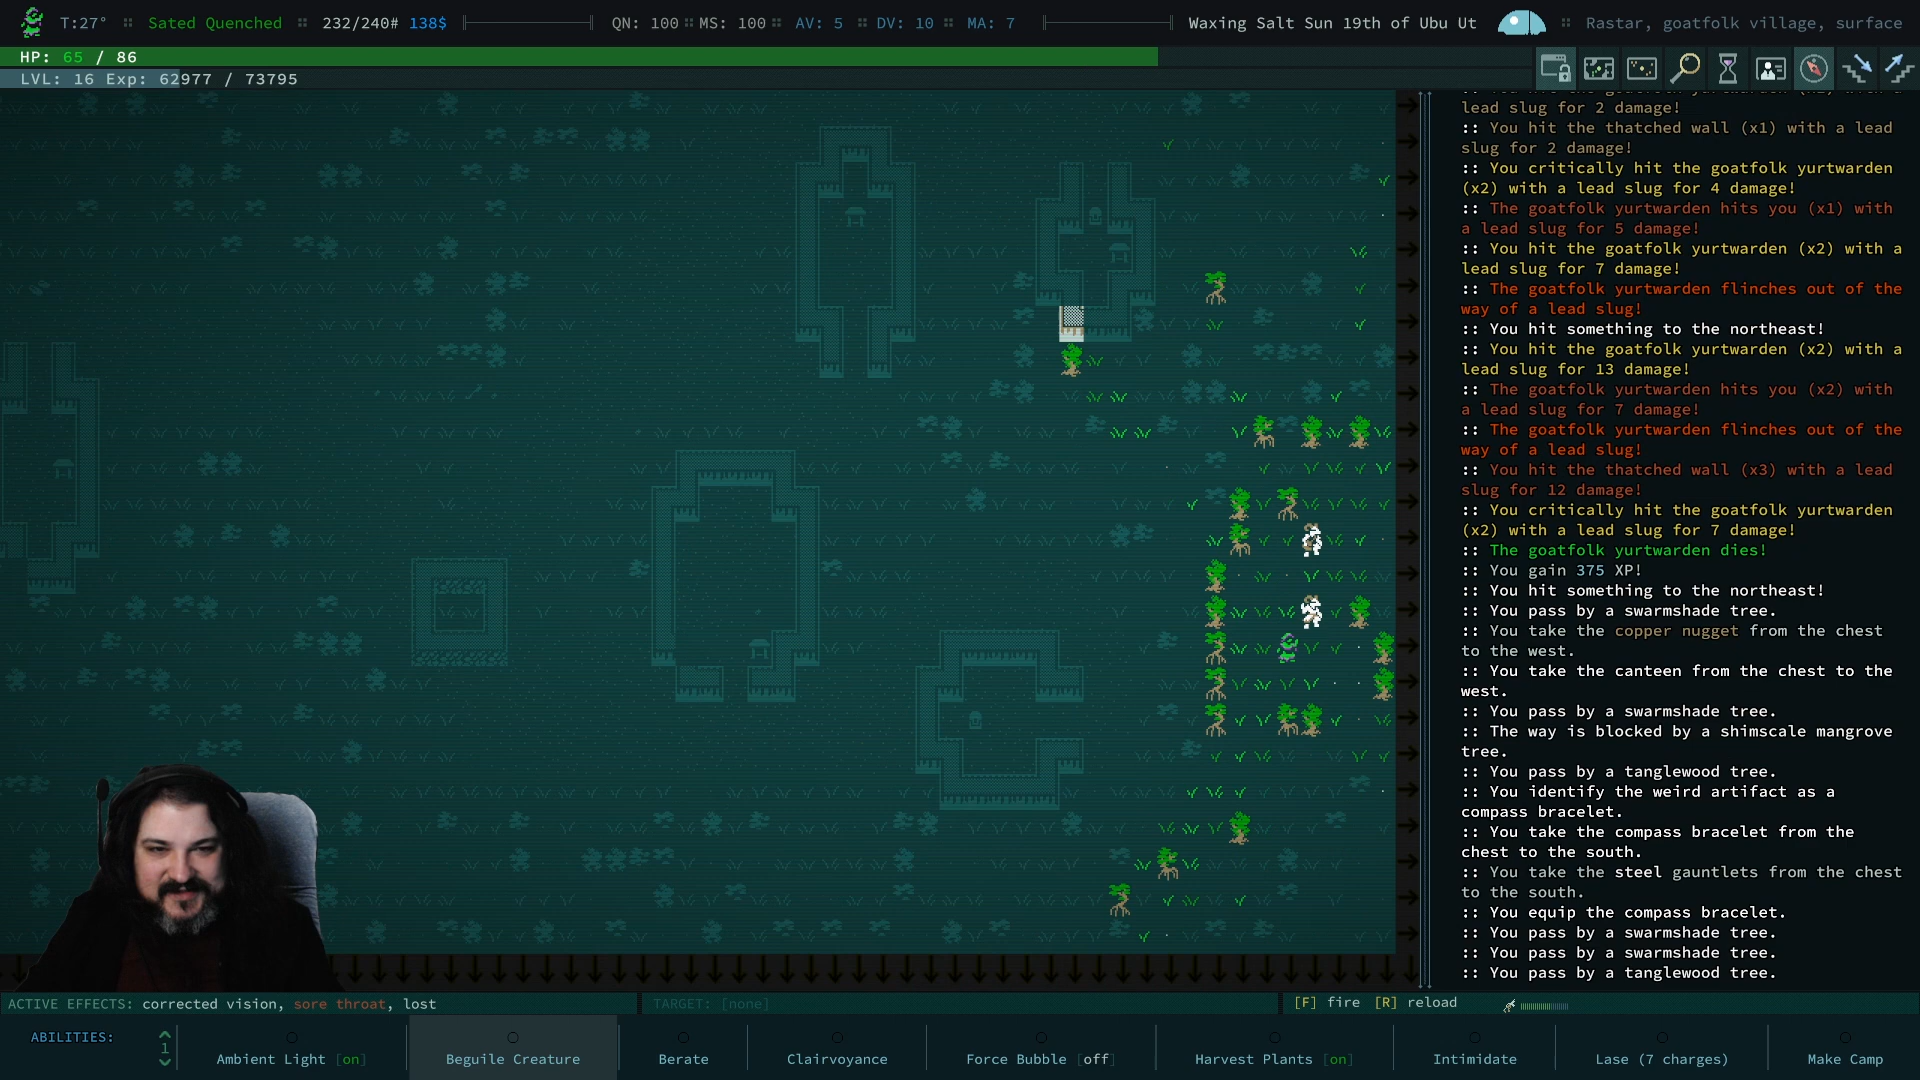 T:27° Sated Quenched 232/240# 138$ QN: 100 MS: 100 AV: 5 DV: 10 MA: 7 Waxing Salt Sun 19th of Ubu Ut Rastar, goatfolk village, surface
HP: 65 / 86
LVL: 16 Exp: 62977 / 73795
lead slug for 2 damage!
:: You hit the thatched wall (x1) with a lead
slug for 2 damage!
:: You critically hit the goatfolk yurtwarden
(x2) with a lead slug for 4 damage!
:: The goatfolk yurtwarden hits you (x1) with
a lead slug for 5 damage!
:: You hit the goatfolk yurtwarden (x2) with a
lead slug for 7 damage!
:: The goatfolk yurtwarden flinches out of the
way of a lead slug!
:: You hit something to the northeast!
:: You hit the goatfolk yurtwarden (x2) with a
lead slug for 13 damage!
:: The goatfolk yurtwarden hits you (x2) with
a lead slug for 7 damage!
:: The goatfolk yurtwarden flinches out of the
way of a lead slug!
:: You hit the thatched wall (x3) with a lead
slug for 12 damage!
:: You critically hit the goatfolk yurtwarden
(x2) with a lead slug for 7 damage!
:: The goatfolk yurtwarden dies!
:: You gain 375 XP!
:: You hit something to the northeast!
:: You pass by a swarmshade tree.
:: You take the copper nugget from the chest
to the west.
:: You take the canteen from the chest to the
west.
:: You pass by a swarmshade tree.
:: The way is blocked by a shimscale mangrove
tree.
:: You pass by a tanglewood tree.
:: You identify the weird artifact as a
compass bracelet.
:: You take the compass bracelet from the
chest to the south.
:: You take the steel gauntlets from the chest
to the south.
:: You equip the compass bracelet.
:: You pass by a swarmshade tree.
:: You pass by a swarmshade tree.
:: You pass by a tanglewood tree.
ACTIVE EFFECTS: corrected vision, sore throat, lost TARGET: [none] [F] fire [R] reload
ABILITIES: 1 Ambient Light [on] Beguile Creature Berate Clairvoyance Force Bubble [off] Harvest Plants [on] Intimidate Lase (7 charges) Make Camp